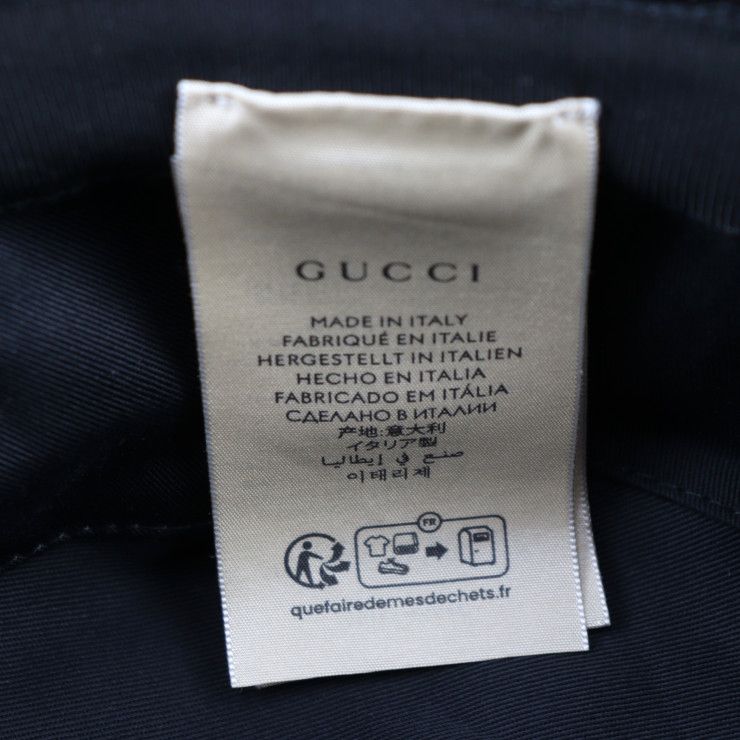 GUCCI
MADE IN ITALY
FABRIQUÉ EN ITALIE
HERGESTELLT IN ITALIEN
HECHO EN ITALIA
FABRICADO EM ITÁLIA
СДЕЛАНО В ИТАЛИИ
产地:意大利
イタリア製
صنع في إيطاليا
이태리제
FR
quefairedemesdechets.fr